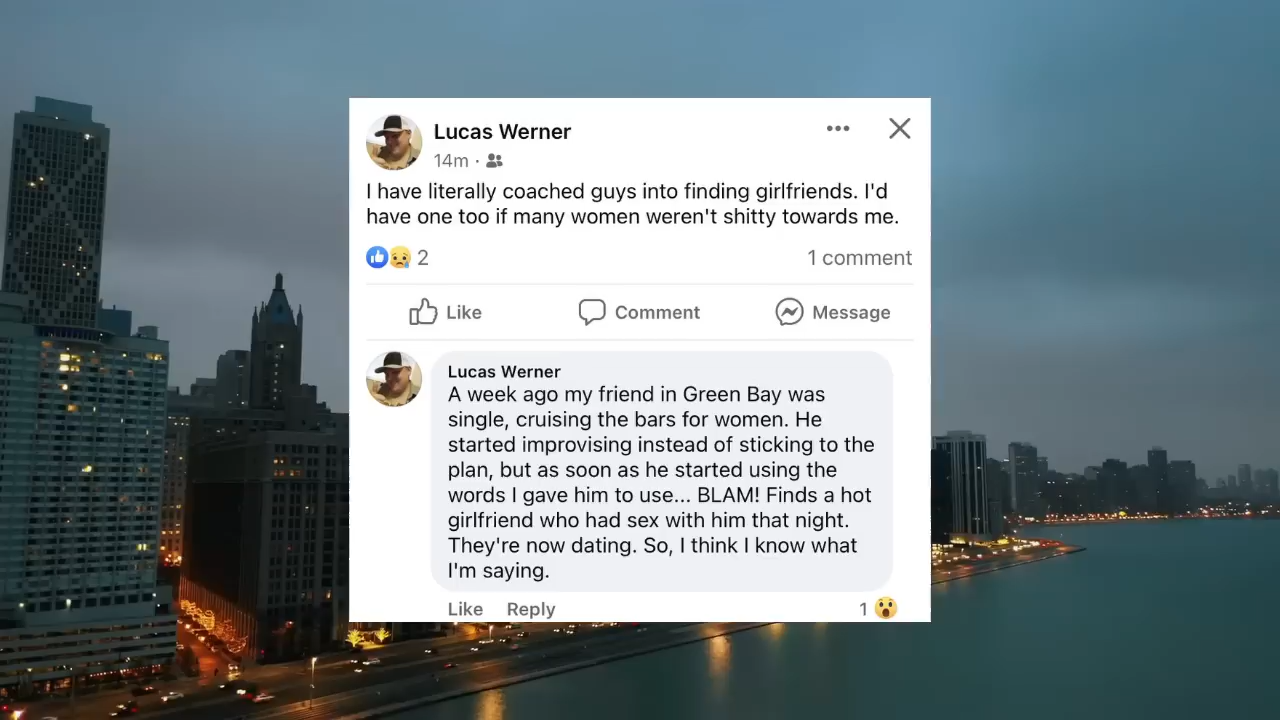 Lucas Werner
14m ·
I have literally coached guys into finding girlfriends. I'd
have one too if many women weren't shitty towards me.
2
1 comment
Like
Comment
Message
Lucas Werner
A week ago my friend in Green Bay was
single, cruising the bars for women. He
started improvising instead of sticking to the
plan, but as soon as he started using the
words I gave him to use... BLAM! Finds a hot
girlfriend who had sex with him that night.
They're now dating. So, I think I know what
I'm saying.
Like Reply
1